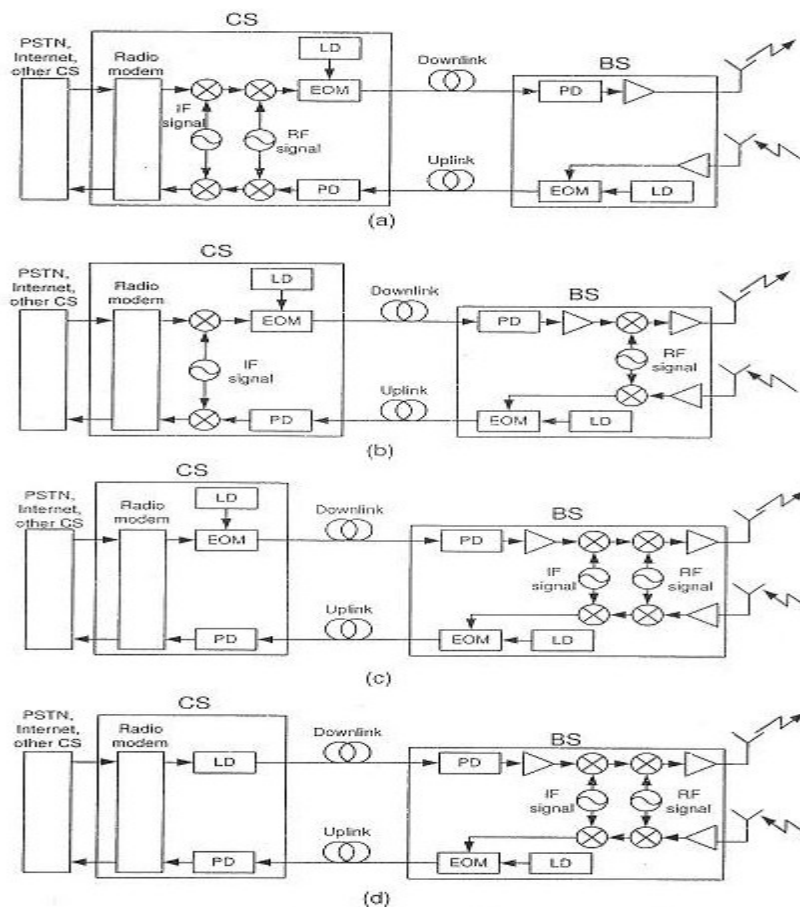 CS
PSTN,
Internet,
other CS
Radio
modem
LD
EOM
Downlink
BS
PD
IF
signal
RF
signal
Uplink
PD
EOM
LD
(a)
CS
PSTN,
Internet,
other CS
Radio
modem
LD
EOM
Downlink
BS
PD
IF
signal
RF
signal
Uplink
PD
EOM
LD
(b)
CS
PSTN,
Internet,
other CS
Radio
modem
LD
EOM
Downlink
BS
PD
IF
signal
RF
signal
Uplink
PD
EOM
LD
(c)
CS
PSTN,
Internet,
other CS
Radio
modem
LD
Downlink
BS
PD
IF
signal
RF
signal
Uplink
PD
EOM
LD
(d)